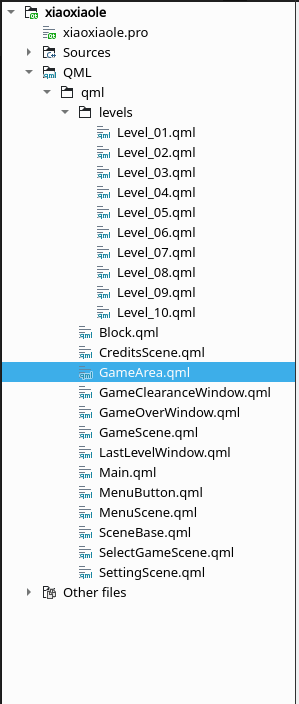 xiaoxiaole
xiaoxiaole.pro
Sources
QML
qml
levels
Level_01.qml
Level_02.qml
Level_03.qml
Level_04.qml
Level_05.qml
Level_06.qml
Level_07.qml
Level_08.qml
Level_09.qml
Level_10.qml
Block.qml
CreditsScene.qml
GameArea.qml
GameClearanceWindow.qml
GameOverWindow.qml
GameScene.qml
LastLevelWindow.qml
Main.qml
MenuButton.qml
MenuScene.qml
SceneBase.qml
SelectGameScene.qml
SettingScene.qml
Other files